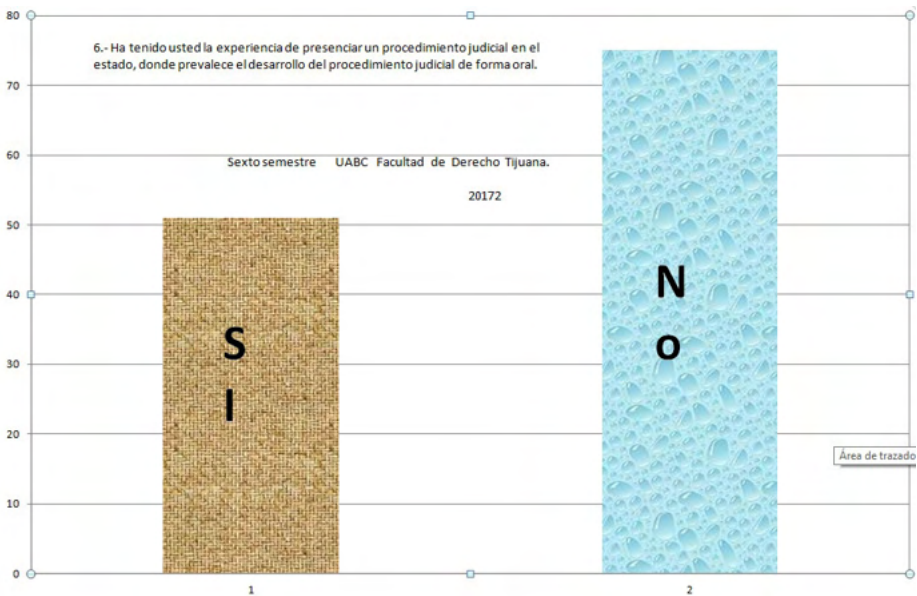 80
6.- Ha tenido usted la experiencia de presenciar un procedimiento judicial en el
estado, donde prevalece el desarrollo del procedimiento judicial de forma oral.
70
60
Sexto semestre UABC Facultad de Derecho Tijuana.
20172
50
40
30
20
10
0
S
I
N
o
Área de trazado
1
2